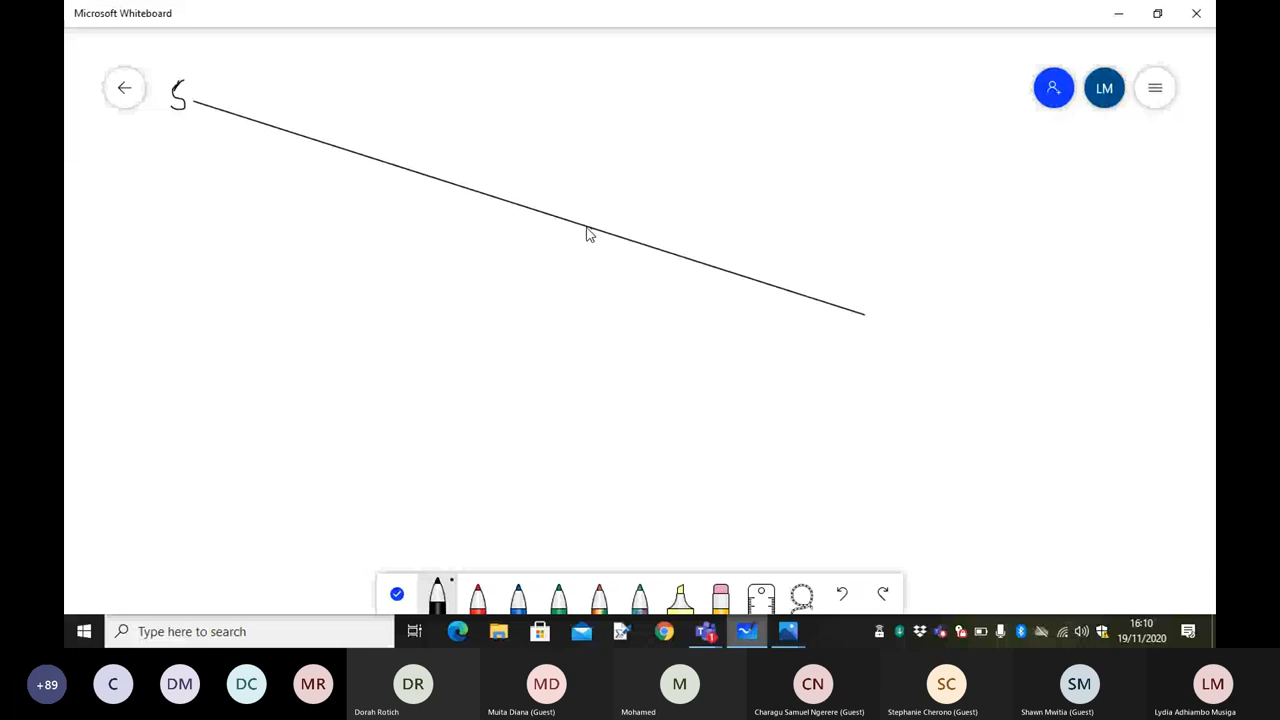 Microsoft Whiteboard
S
LM
Type here to search
1
16:10
19/11/2020
+89
C
DM
DC
MR
DR
MD
M
CN
SC
SM
LM
Dorah Rotich
Muita Diana (Guest)
Mohamed
Charagu Samuel Ngerere (Guest)
Stephanie Cherono (Guest)
Shawn Mwitia (Guest)
Lydia Adhiambo Musiga